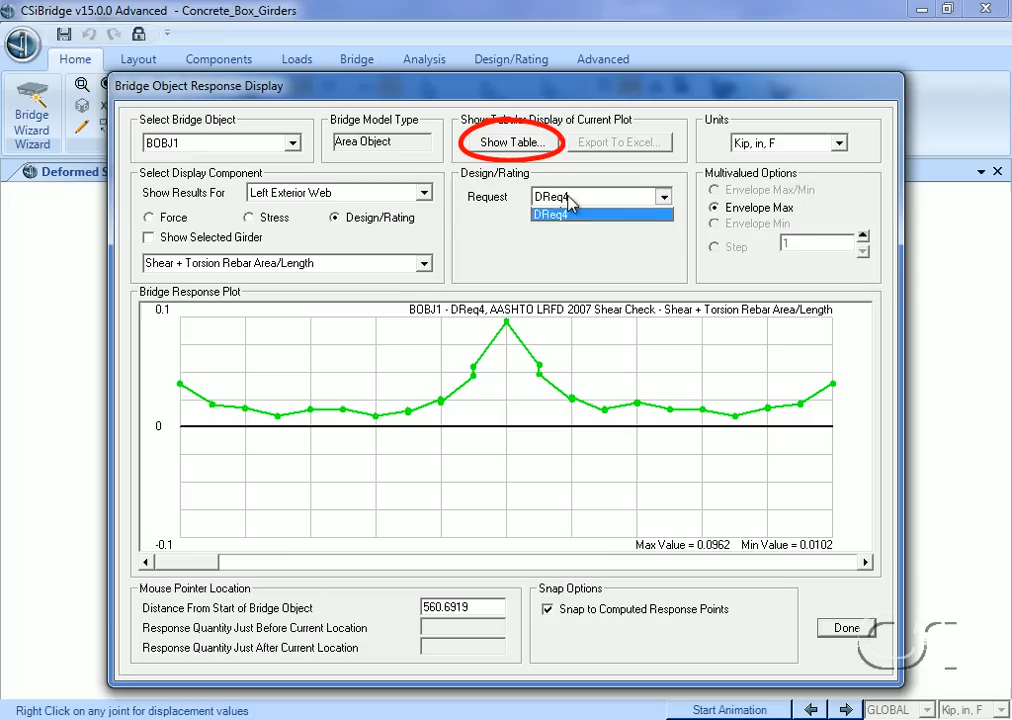 CSiBridge v15.0.0 Advanced - Concrete_Box_Girders
Home Layout Components Loads Bridge Analysis Design/Rating Advanced
Bridge
Wizard
Wizard
Deformed S
Bridge Object Response Display
Select Bridge Object
BOBJ1
Bridge Model Type
Area Object
Show Tabular Display of Current Plot
Show Table...
Export To Excel...
Units
Kip, in, F
Select Display Component
Show Results For Left Exterior Web
Force Stress Design/Rating
Show Selected Girder
Shear + Torsion Rebar Area/Length
Design/Rating
Request DReq4
DReq4
Multivalued Options
Envelope Max/Min
Envelope Max
Envelope Min
Step 1
Bridge Response Plot
0.1
BOBJ1 - DReq4, AASHTO LRFD 2007 Shear Check - Shear + Torsion Rebar Area/Length
0
-0.1
Max Value = 0.0962 Min Value = 0.0102
Mouse Pointer Location
Distance From Start of Bridge Object 560.6919
Response Quantity Just Before Current Location
Response Quantity Just After Current Location
Snap Options
Snap to Computed Response Points
Done
CSI
Right Click on any joint for displacement values
Start Animation
GLOBAL
Kip, in, F